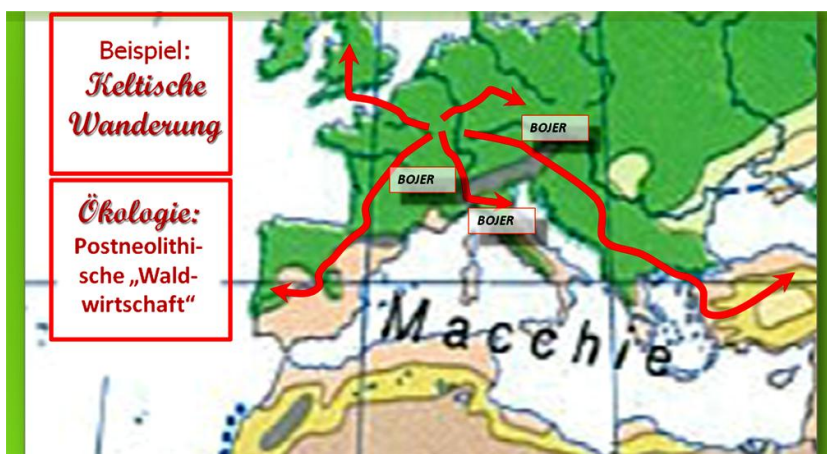 Beispiel:
Keltische
Wanderung
Ökologie:
Postneolithi-
sche „Wald-
wirtschaft“
BOJER
BOJER
BOJER
Macchie